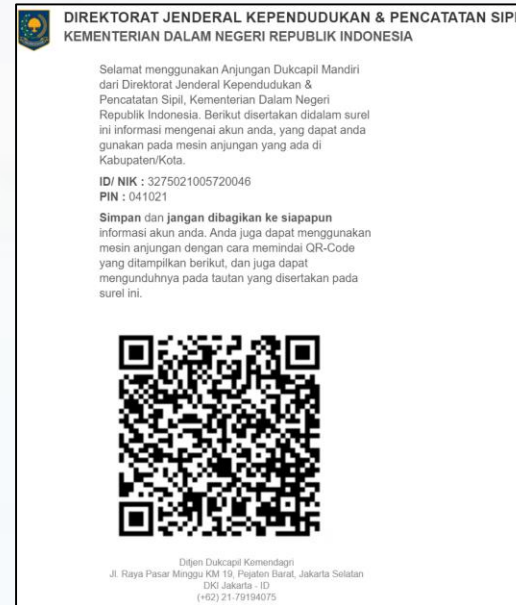 DIREKTORAT JENDERAL KEPENDUDUKAN & PENCATATAN SIPI
KEMENTERIAN DALAM NEGERI REPUBLIK INDONESIA
Selamat menggunakan Anjungan Dukcapil Mandiri
dari Direktorat Jenderal Kependudukan &
Pencatatan Sipil, Kementerian Dalam Negeri
Republik Indonesia. Berikut disertakan didalam surel
ini informasi mengenai akun anda, yang dapat anda
gunakan pada mesin anjungan yang ada di
Kabupaten/Kota.
ID/ NIK : 3275021005720046
PIN : 041021
Simpan dan jangan dibagikan ke siapapun
informasi akun anda. Anda juga dapat menggunakan
mesin anjungan dengan cara memindai QR-Code
yang ditampilkan berikut, dan juga dapat
mengunduhnya pada tautan yang disertakan pada
surel ini.
Ditjen Dukcapil Kemendagri
Jl. Raya Pasar Minggu KM 19, Pejaten Barat, Jakarta Selatan
DKI Jakarta - ID
(+62) 21-79194075